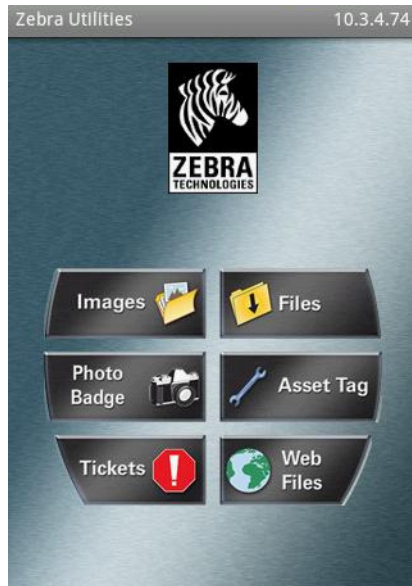 Zebra Utilities 10.3.4.74
ZEBRA
TECHNOLOGIES
Images
Files
Photo
Badge
Asset Tag
Tickets
!
Web
Files